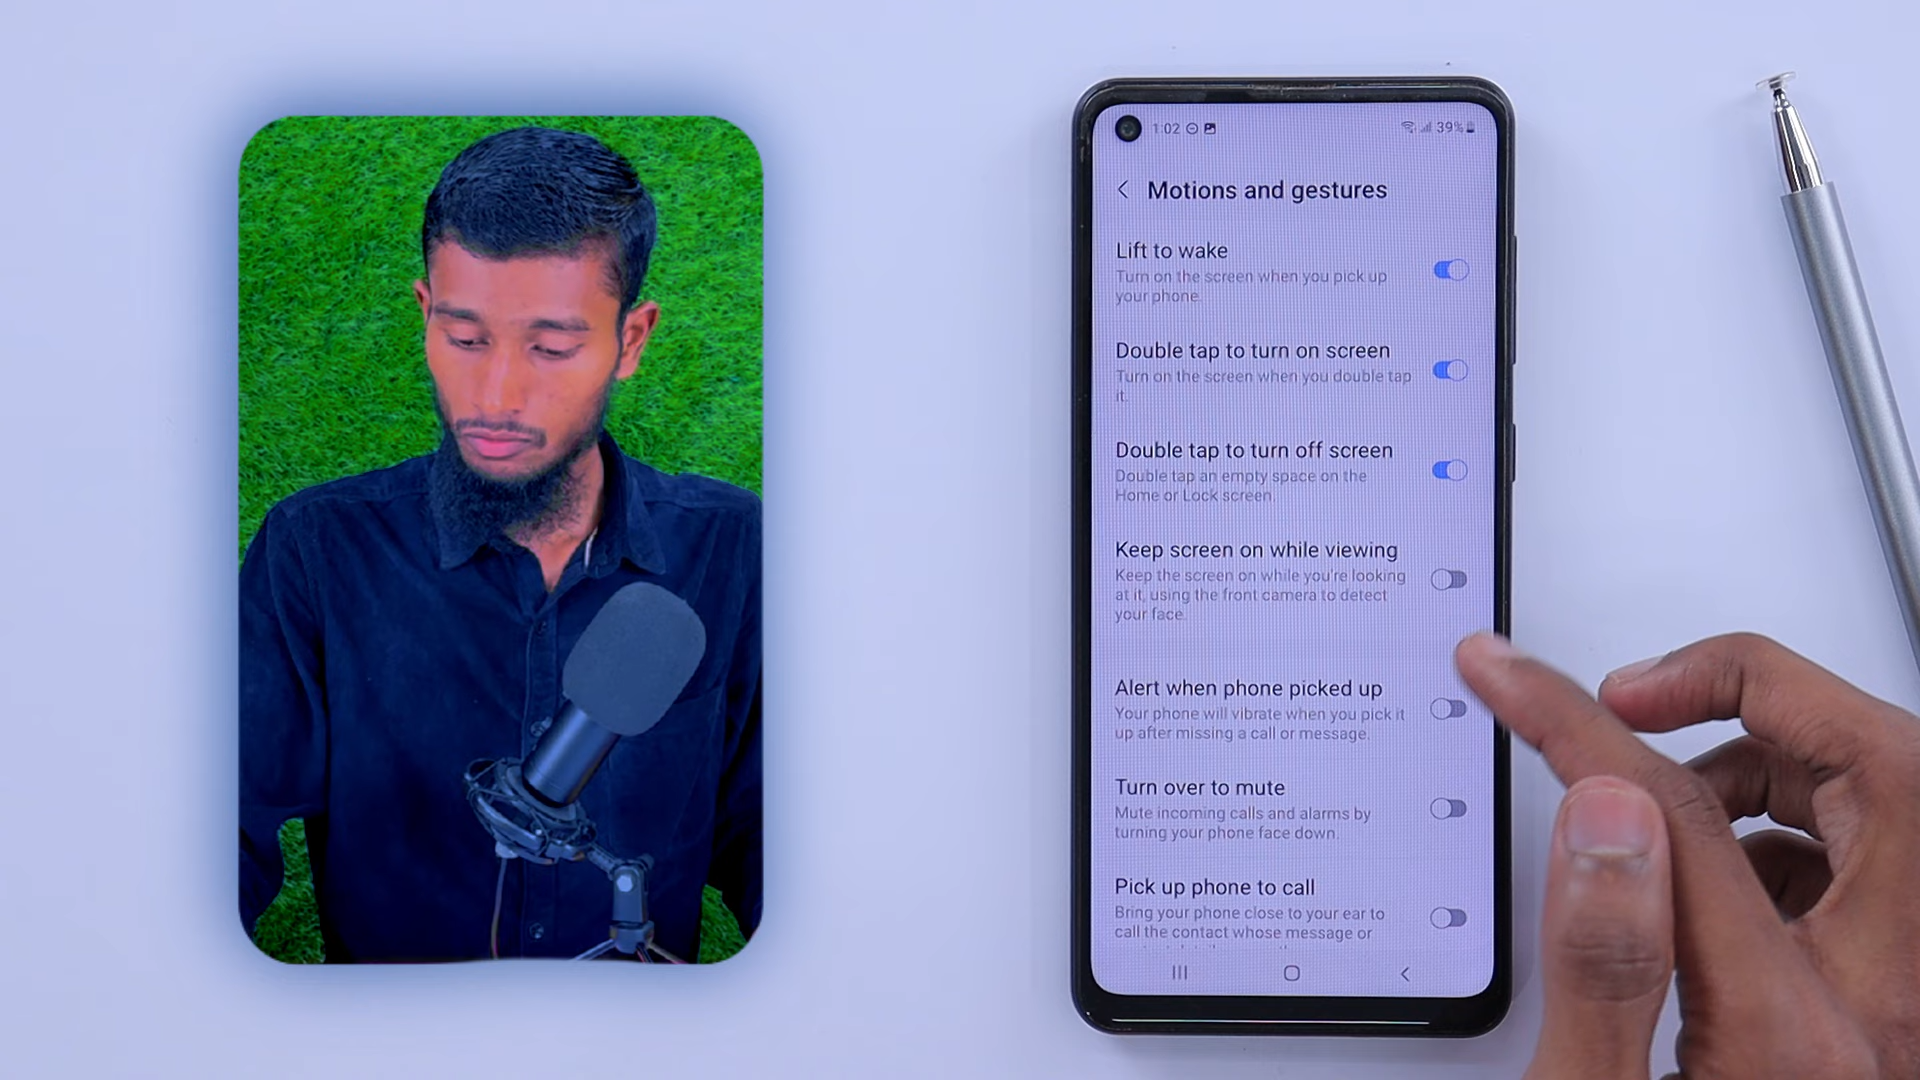 1:02
39%
Motions and gestures
Lift to wake
Turn on the screen when you pick up
your phone.
Double tap to turn on screen
Turn on the screen when you double tap
it.
Double tap to turn off screen
Double tap an empty space on the
Home or Lock screen.
Keep screen on while viewing
Keep the screen on while you're looking
at it, using the front camera to detect
your face.
Alert when phone picked up
Your phone will vibrate when you pick it
up after missing a call or message.
Turn over to mute
Mute incoming calls and alarms by
turning your phone face down.
Pick up phone to call
Bring your phone close to your ear to
call the contact whose message or